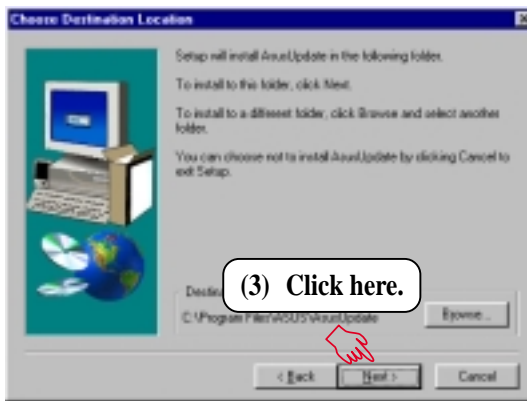 Choose Destination Location
Setup will install AsusUpdate in the following folder.
To install to this folder, click Next.
To install to a different folder, click Browse and select another
folder.
You can choose not to install AsusUpdate by clicking Cancel to
exit Setup.
(3) Click here.
C:\Program Files\ASUS\AsusUpdate
Browse...
< Back
Next >
Cancel